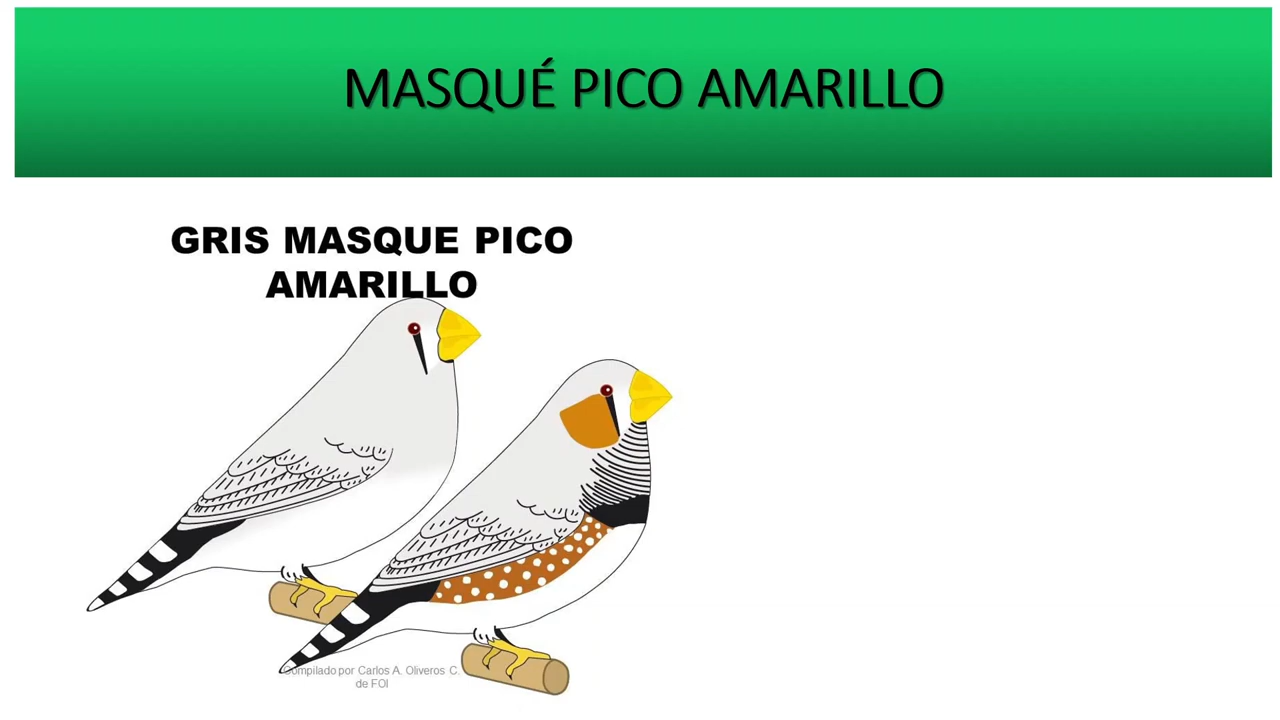 MASQUÉ PICO AMARILLO
GRIS MASQUE PICO
AMARILLO
Compilado por Carlos A. Oliveros C.
de FOI